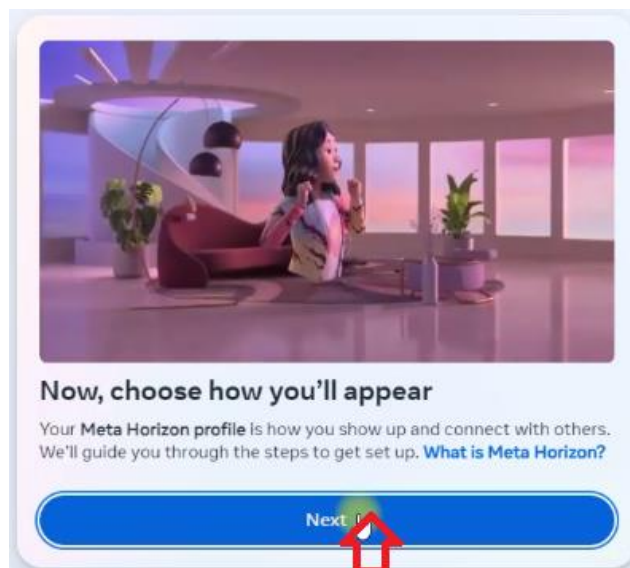 Now, choose how you'll appear
Your Meta Horizon profile is how you show up and connect with others.
We'll guide you through the steps to get set up. What is Meta Horizon?
Next